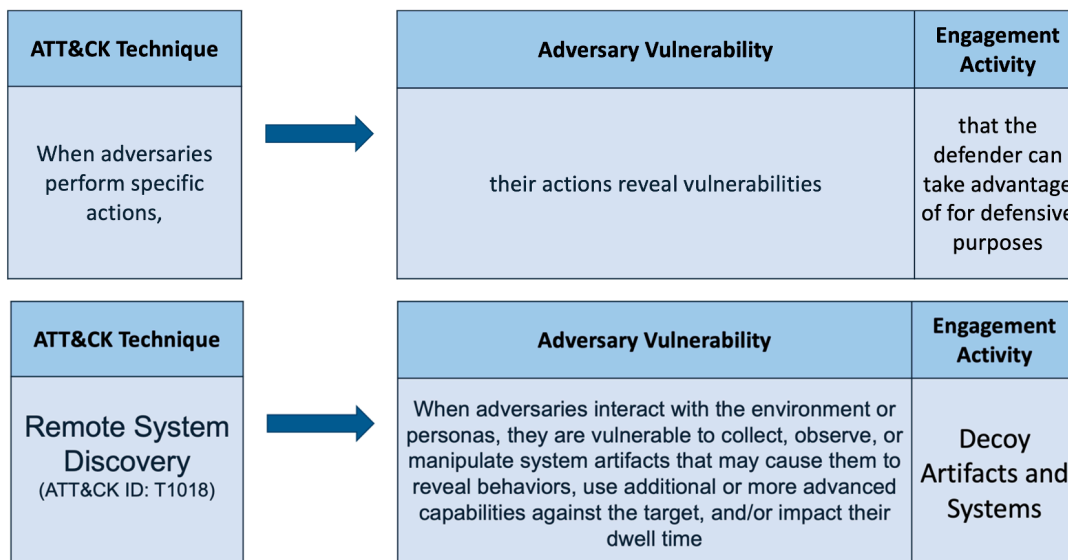 ATT&CK Technique
Adversary Vulnerability
Engagement
Activity
When adversaries
perform specific
actions,
their actions reveal vulnerabilities
that the
defender can
take advantage
of for defensive
purposes
ATT&CK Technique
Adversary Vulnerability
Engagement
Activity
Remote System
Discovery
(ATT&CK ID: T1018)
When adversaries interact with the environment or
personas, they are vulnerable to collect, observe, or
manipulate system artifacts that may cause them to
reveal behaviors, use additional or more advanced
capabilities against the target, and/or impact their
dwell time
Decoy
Artifacts and
Systems